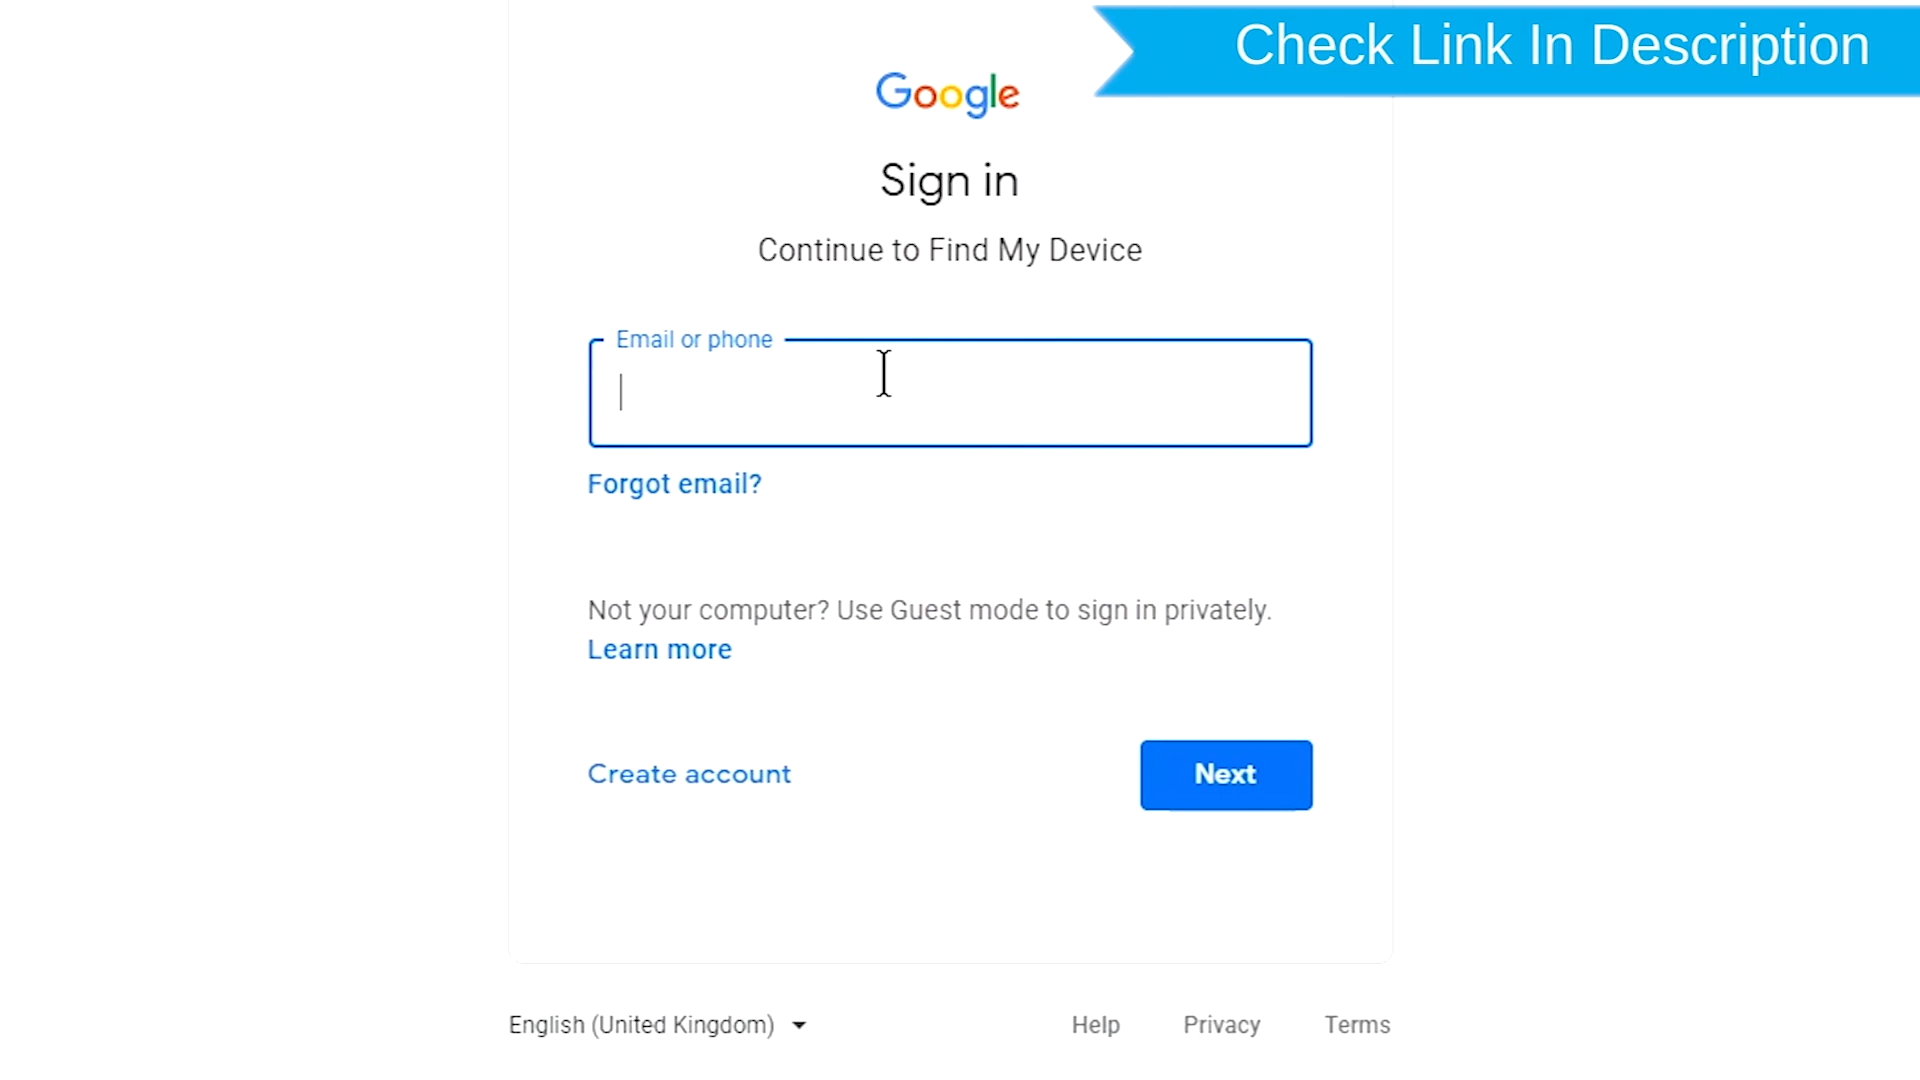 Check Link In Description
Google
Sign in
Continue to Find My Device
Email or phone
Forgot email?
Not your computer? Use Guest mode to sign in privately.
Learn more
Create account
Next
English (United Kingdom)
Help
Privacy
Terms